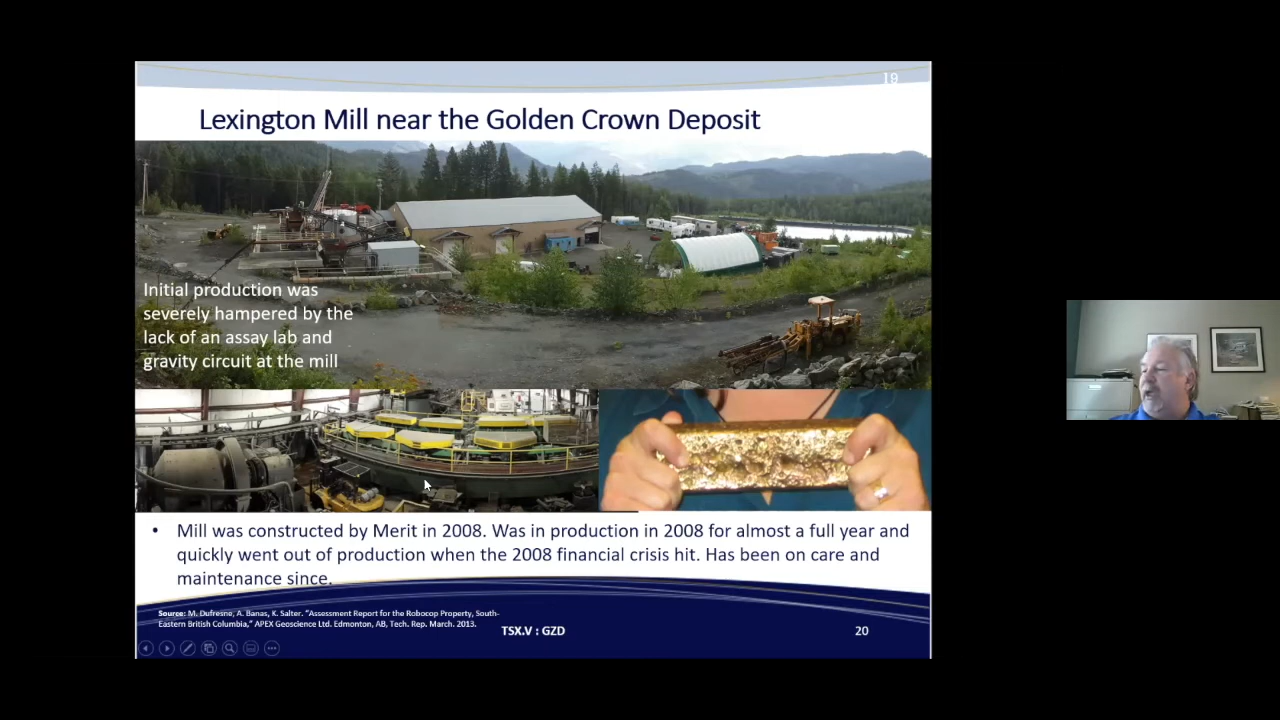 19
Lexington Mill near the Golden Crown Deposit
Initial production was
severely hampered by the
lack of an assay lab and
gravity circuit at the mill
• Mill was constructed by Merit in 2008. Was in production in 2008 for almost a full year and
quickly went out of production when the 2008 financial crisis hit. Has been on care and
maintenance since.
Source: M. Dufresne, A. Banas, K. Salter. "Assessment Report for the Robocop Property, South-
Eastern British Columbia," APEX Geoscience Ltd. Edmonton, AB, Tech. Rep. March. 2013.
TSX.V : GZD
20